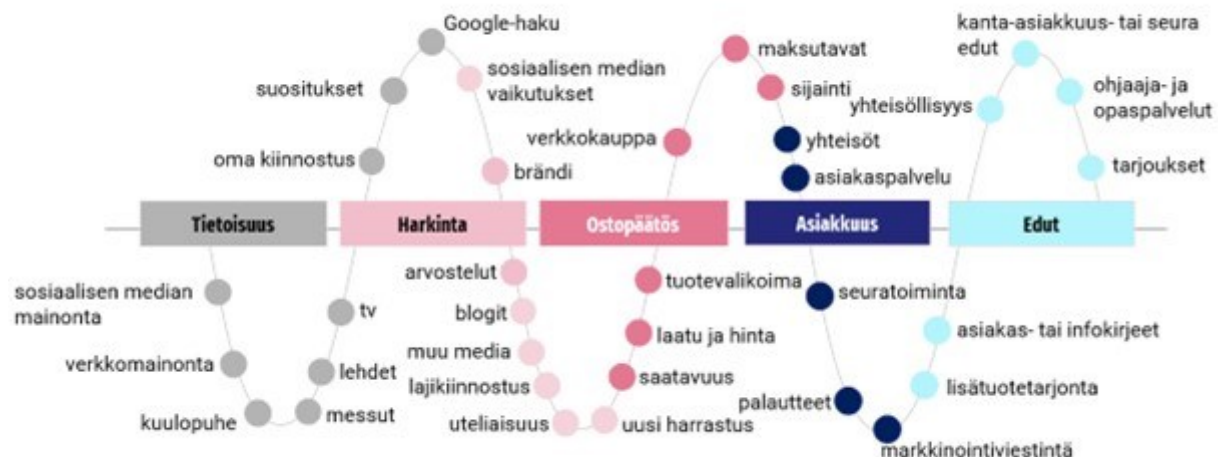 Google-haku
kanta-asiakkuus- tai seura
edut
maksutavat
sosiaalisen median
vaikutukset
suositukset
sijainti
ohjaaja- ja
opaspalvelut
yhteisöllisyys
verkkokauppa
yhteisöt
oma kiinnostus
brändi
asiakaspalvelu
tarjoukset
Tietoisuus
Harkinta
Ostopäätös
Asiakkuus
Edut
arvostelut
tuotevalikoima
seuratoiminta
sosiaalisen median
mainonta
tv
blogit
laatu ja hinta
asiakas- tai infokirjeet
muu media
verkkomainonta
lehdet
lajikiinnostus
saatavuus
lisätuotetarjonta
palautteet
kuulopuhe
messut
uteliaisuus
uusi harrastus
markkinointiviestintä